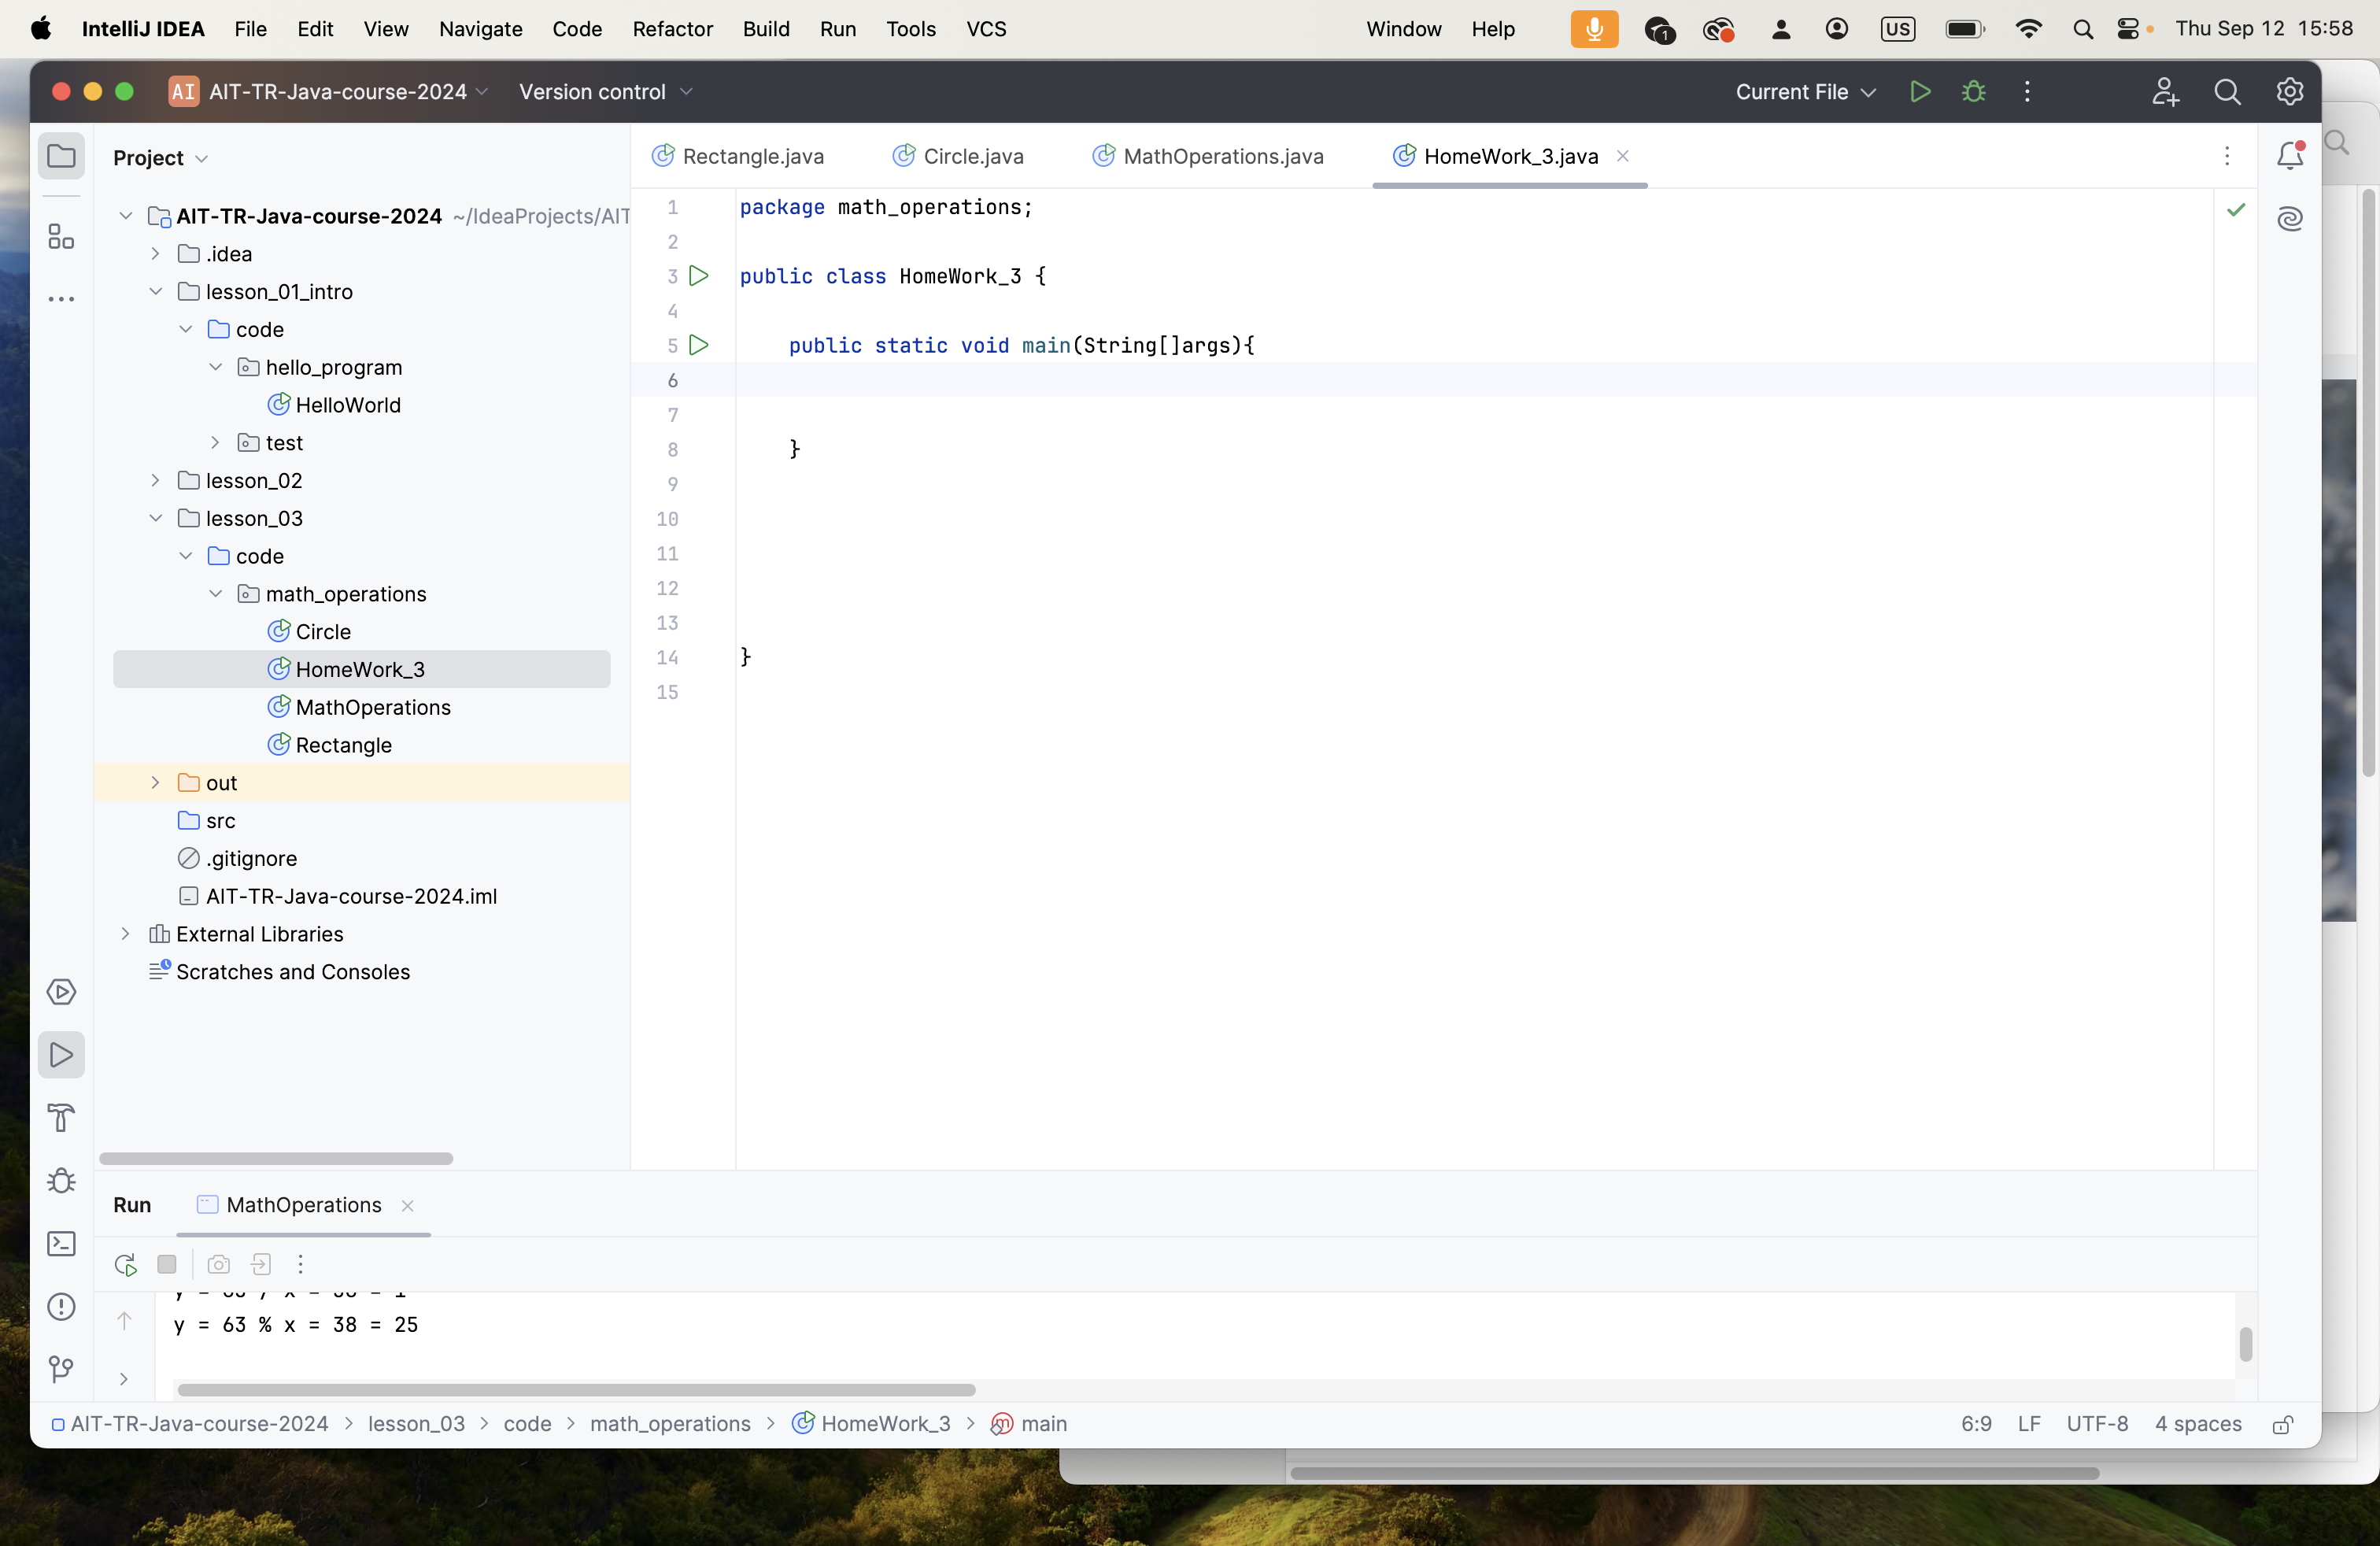 IntelliJ IDEA File Edit View Navigate Code Refactor Build Run Tools VCS Window Help 1 US Thu Sep 12 15:58
AI AIT-TR-Java-course-2024 Version control Current File
Project
AIT-TR-Java-course-2024 ~/IdeaProjects/AIT
.idea
lesson_01_intro
code
hello_program
HelloWorld
test
lesson_02
lesson_03
code
math_operations
Circle
HomeWork_3
MathOperations
Rectangle
out
src
.gitignore
AIT-TR-Java-course-2024.iml
External Libraries
Scratches and Consoles
Rectangle.java Circle.java MathOperations.java HomeWork_3.java
1 package math_operations;
2
3 public class HomeWork_3 {
4
5 public static void main(String[]args){
6
7
8 }
9
10
11
12
13
14 }
15
Run MathOperations
y = 63 / x = 38 = 1
y = 63 % x = 38 = 25
AIT-TR-Java-course-2024 > lesson_03 > code > math_operations > HomeWork_3 > main 6:9 LF UTF-8 4 spaces